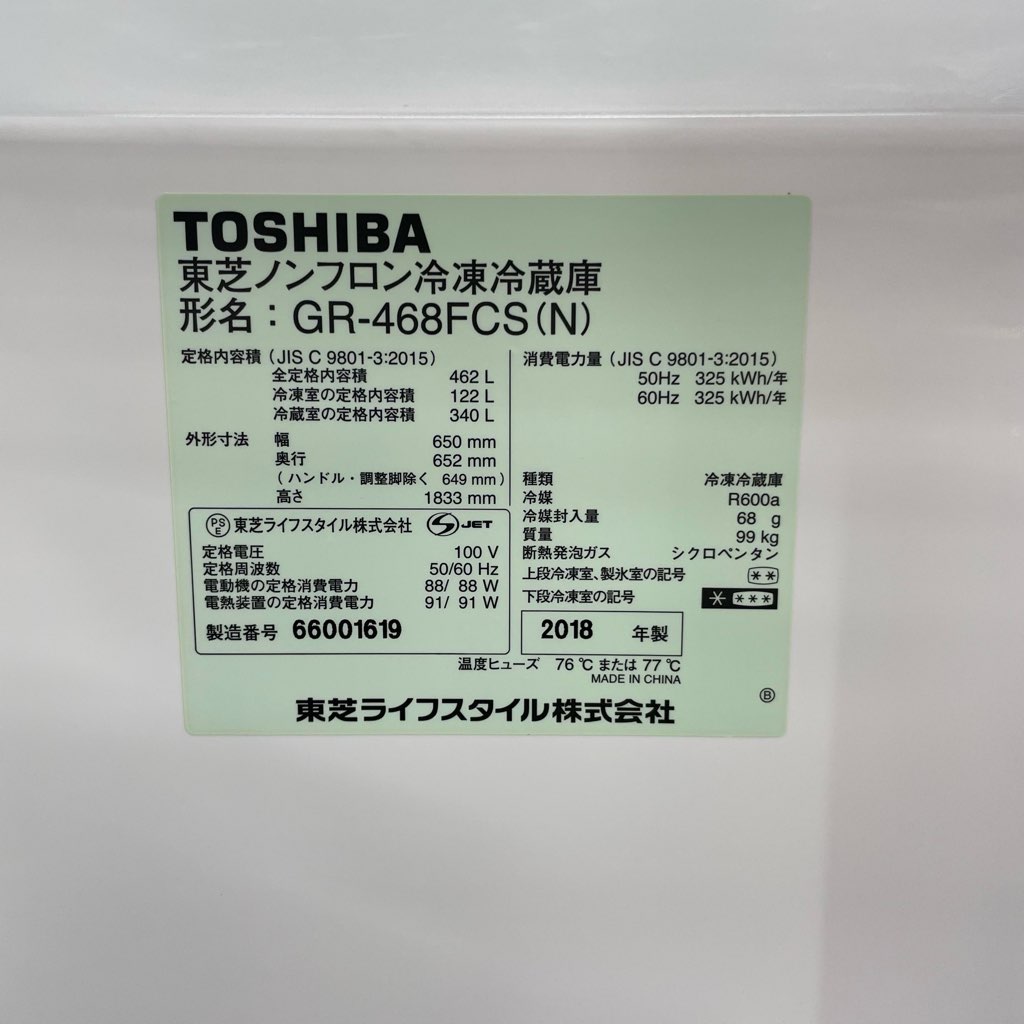 TOSHIBA
東芝ノンフロン冷凍冷蔵庫
形名：GR-468FCS(N)
定格内容積 (JIS C 9801-3:2015)
全定格内容積 462 L
冷凍室の定格内容積 122 L
冷蔵室の定格内容積 340 L
外形寸法 幅 650 mm
奥行 652 mm
(ハンドル・調整脚除く 649 mm)
高さ 1833 mm
PSE 東芝ライフスタイル株式会社 S JET
定格電圧 100 V
定格周波数 50/60 Hz
電動機の定格消費電力 88/ 88 W
電熱装置の定格消費電力 91/ 91 W
製造番号 66001619
消費電力量 (JIS C 9801-3:2015)
50Hz 325 kWh/年
60Hz 325 kWh/年
種類 冷凍冷蔵庫
冷媒 R600a
冷媒封入量 68 g
質量 99 kg
断熱発泡ガス シクロペンタン
上段冷凍室、製氷室の記号 **
下段冷凍室の記号 * ***
2018 年製
温度ヒューズ 76℃または77℃
MADE IN CHINA
Ⓑ
東芝ライフスタイル株式会社